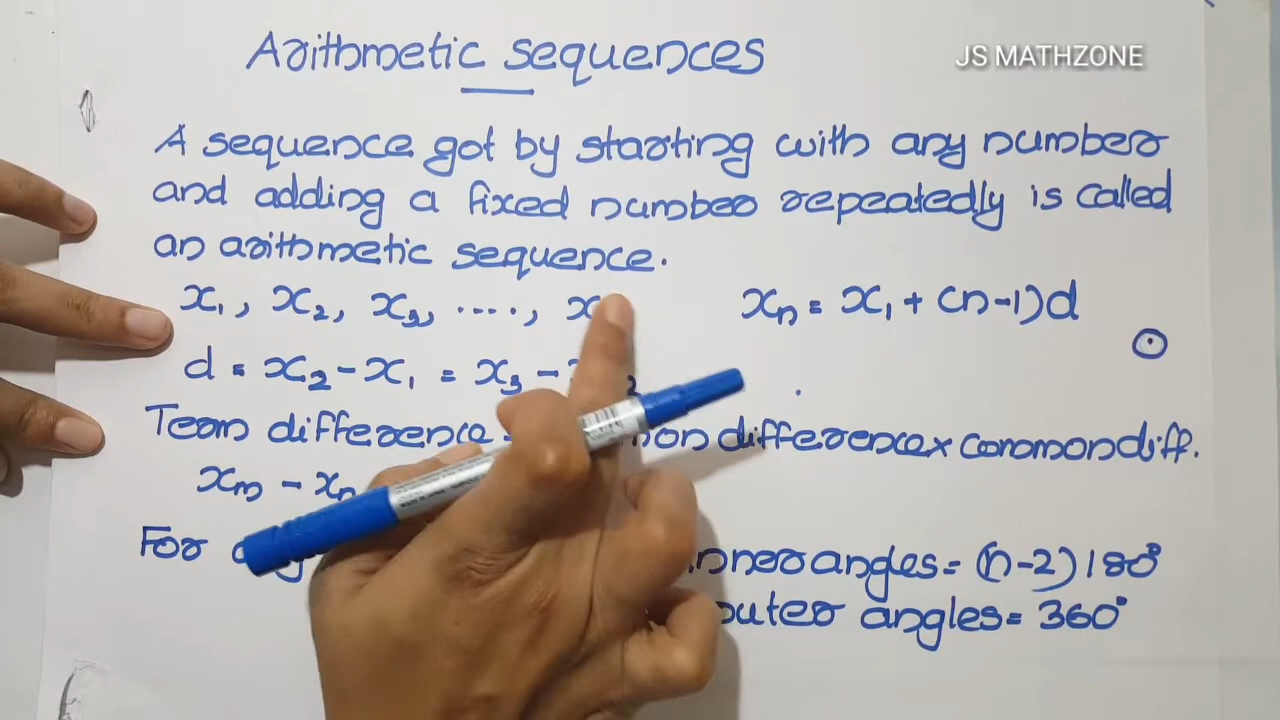 Arithmetic sequences
JS MATHZONE
A sequence got by starting with any number
and adding a fixed number repeatedly is called
an arithmetic sequence.
x₁, x₂, x₃, ...., x
xₙ = x₁ + (n-1)d
d = x₂ - x₁ = x₃ -
Term difference = difference x common diff.
xₘ - xₙ
For
inner angles = (n-2)180°
outer angles = 360°